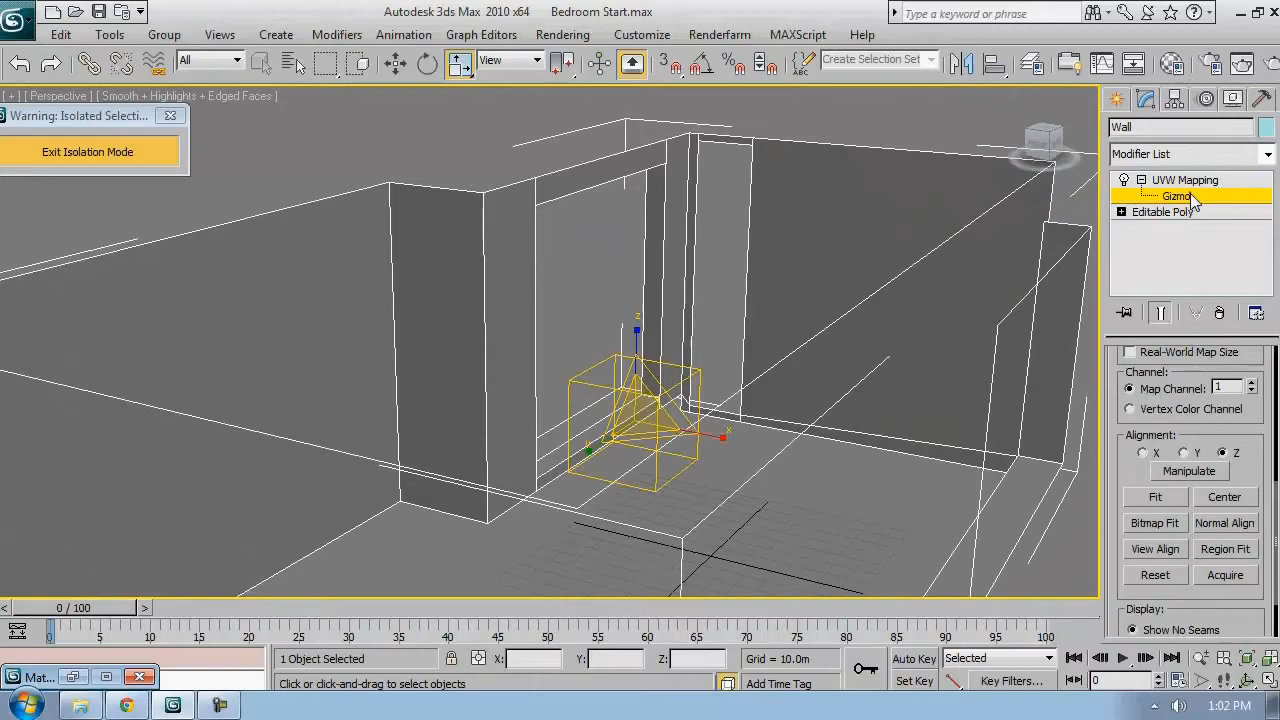 Autodesk 3ds Max 2010 x64 Bedroom Start.max
Type a keyword or phrase
Edit Tools Group Views Create Modifiers Animation Graph Editors Rendering Customize Renderfarm MAXScript Help
All View Create Selection Set
[ + ] [ Perspective ] [ Smooth + Highlights + Edged Faces ]
Warning: Isolated Selecti...
Exit Isolation Mode
Wall
Modifier List
UVW Mapping
Gizmo
Editable Poly
z
x
Real-World Map Size
Channel:
Map Channel: 1
Vertex Color Channel
Alignment:
X Y Z
Manipulate
Fit Center
Bitmap Fit Normal Align
View Align Region Fit
Reset Acquire
Display:
Show No Seams
< 0 / 100 >
0 5 10 15 20 25 30 35 40 45 50 55 60 65 70 75 80 85 90 95 100
1 Object Selected X: Y: Z: Grid = 10.0m Auto Key Selected
Click or click-and-drag to select objects Add Time Tag Set Key Key Filters... 0
Mat...
1:02 PM